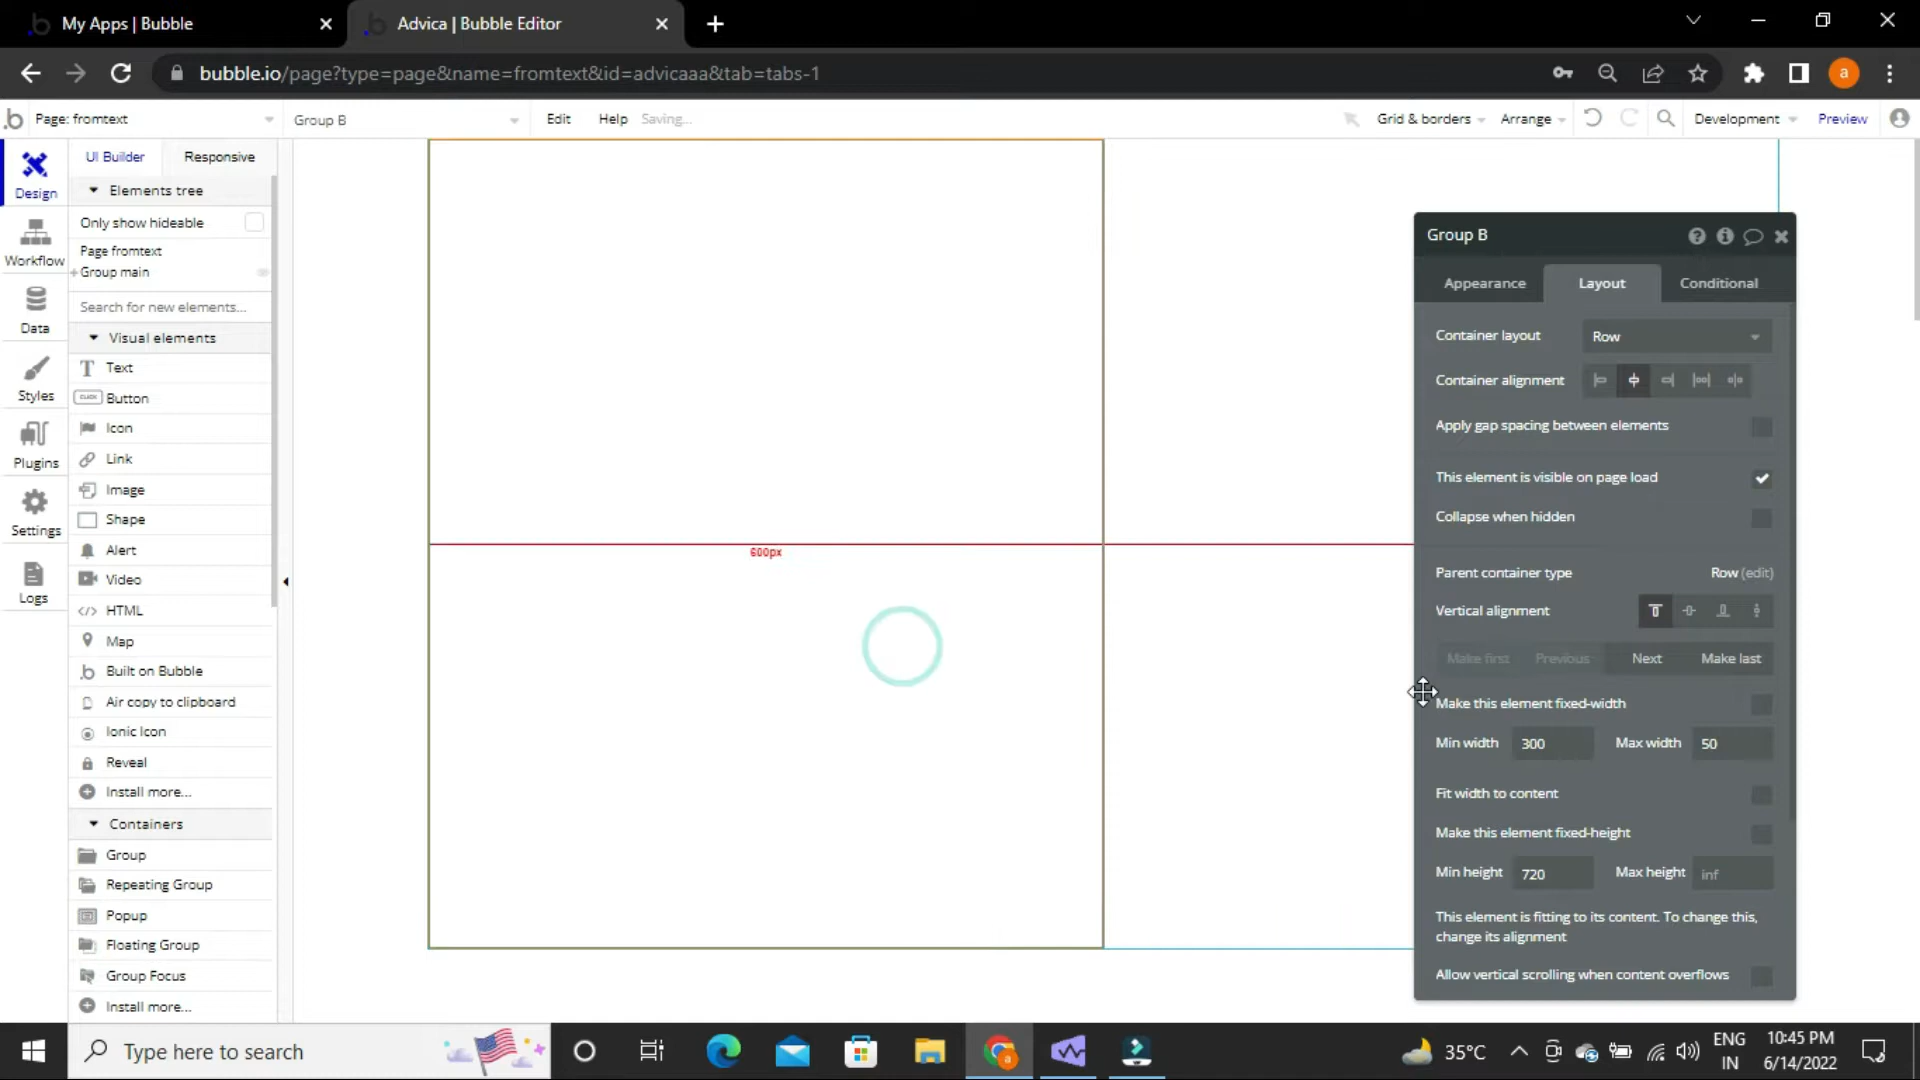 My Apps | Bubble
Advica | Bubble Editor
bubble.io/page?type=page&name=fromtext&id=advicaaa&tab=tabs-1
a
Page: fromtext
Group B
Edit
Help
Saving...
Grid & borders
Arrange
Development
Preview
Design
Workflow
Data
Styles
Plugins
Settings
Logs
UI Builder
Responsive
Elements tree
Only show hideable
Page fromtext
Group main
Search for new elements...
Visual elements
Text
Button
Icon
Link
Image
Shape
Alert
Video
HTML
Map
Built on Bubble
Air copy to clipboard
Ionic Icon
Reveal
Install more...
Containers
Group
Repeating Group
Popup
Floating Group
Group Focus
Install more...
600px
Group B
Appearance
Layout
Conditional
Container layout
Row
Container alignment
Apply gap spacing between elements
This element is visible on page load
Collapse when hidden
Parent container type
Row (edit)
Vertical alignment
Make first
Previous
Next
Make last
Make this element fixed-width
Min width
300
Max width
50
Fit width to content
Make this element fixed-height
Min height
720
Max height
inf
This element is fitting to its content. To change this,
change its alignment
Allow vertical scrolling when content overflows
Type here to search
35°C
ENG
IN
10:45 PM
6/14/2022